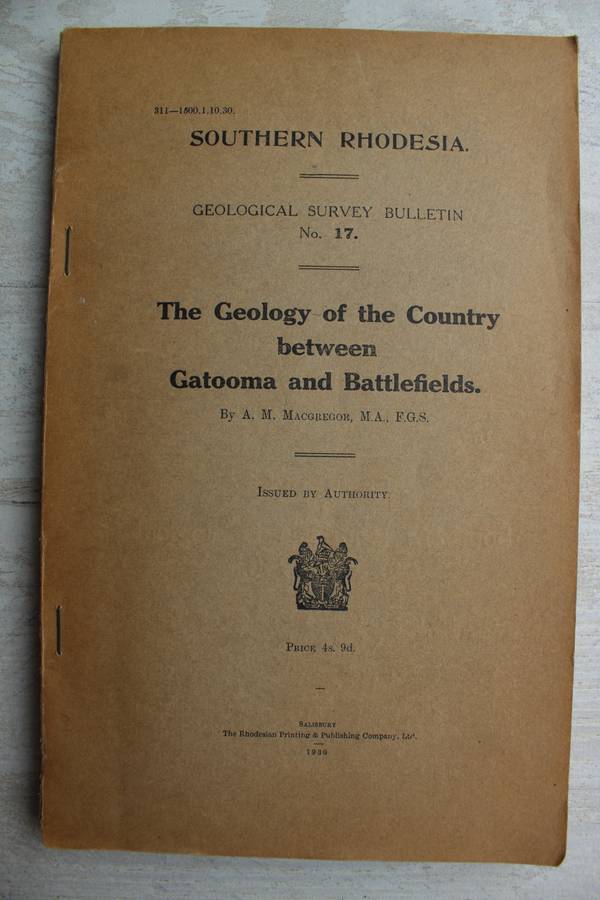 311—1500.1.10.30.
SOUTHERN RHODESIA.
GEOLOGICAL SURVEY BULLETIN
No. 17.
The Geology of the Country
between
Gatooma and Battlefields.
By A. M. MACGREGOR, M.A., F.G.S.
ISSUED BY AUTHORITY.
PRICE 4s. 9d.
SALISBURY
The Rhodesian Printing & Publishing Company, Ltd.
1930